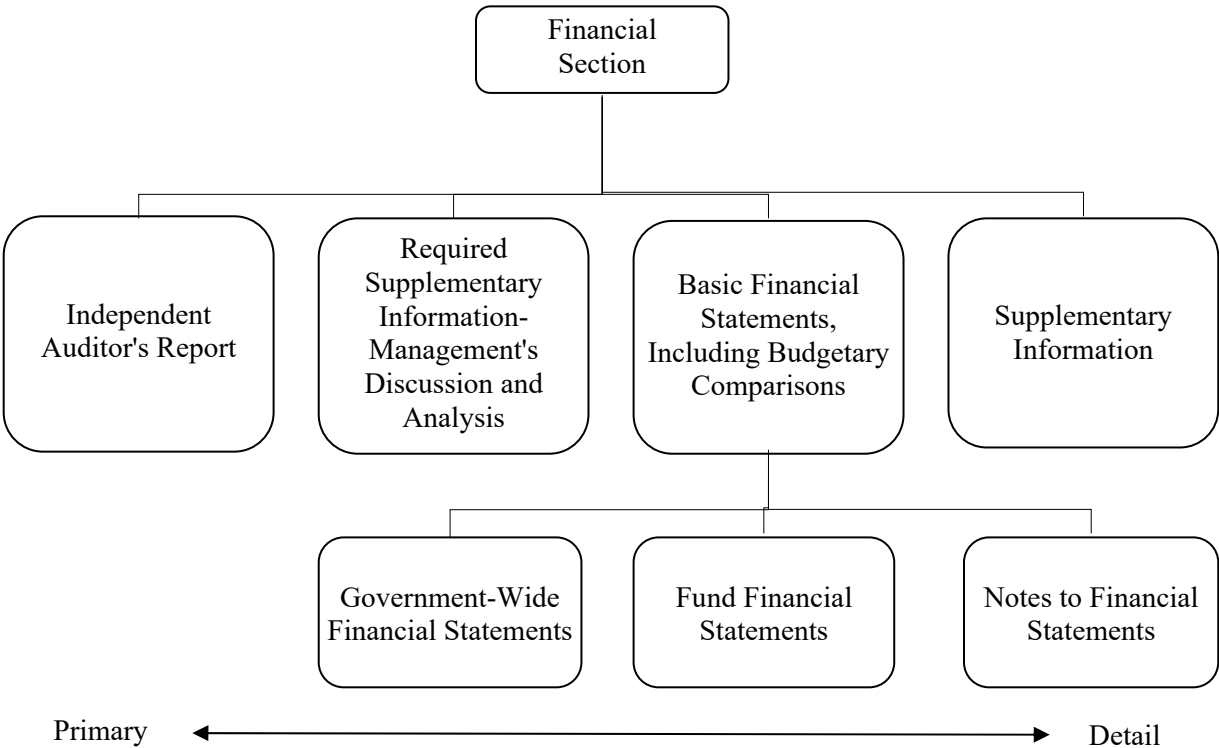 Financial
Section
Independent
Auditor's Report
Required
Supplementary
Information-
Management's
Discussion and
Analysis
Basic Financial
Statements,
Including Budgetary
Comparisons
Supplementary
Information
Government-Wide
Financial Statements
Fund Financial
Statements
Notes to Financial
Statements
Primary
Detail